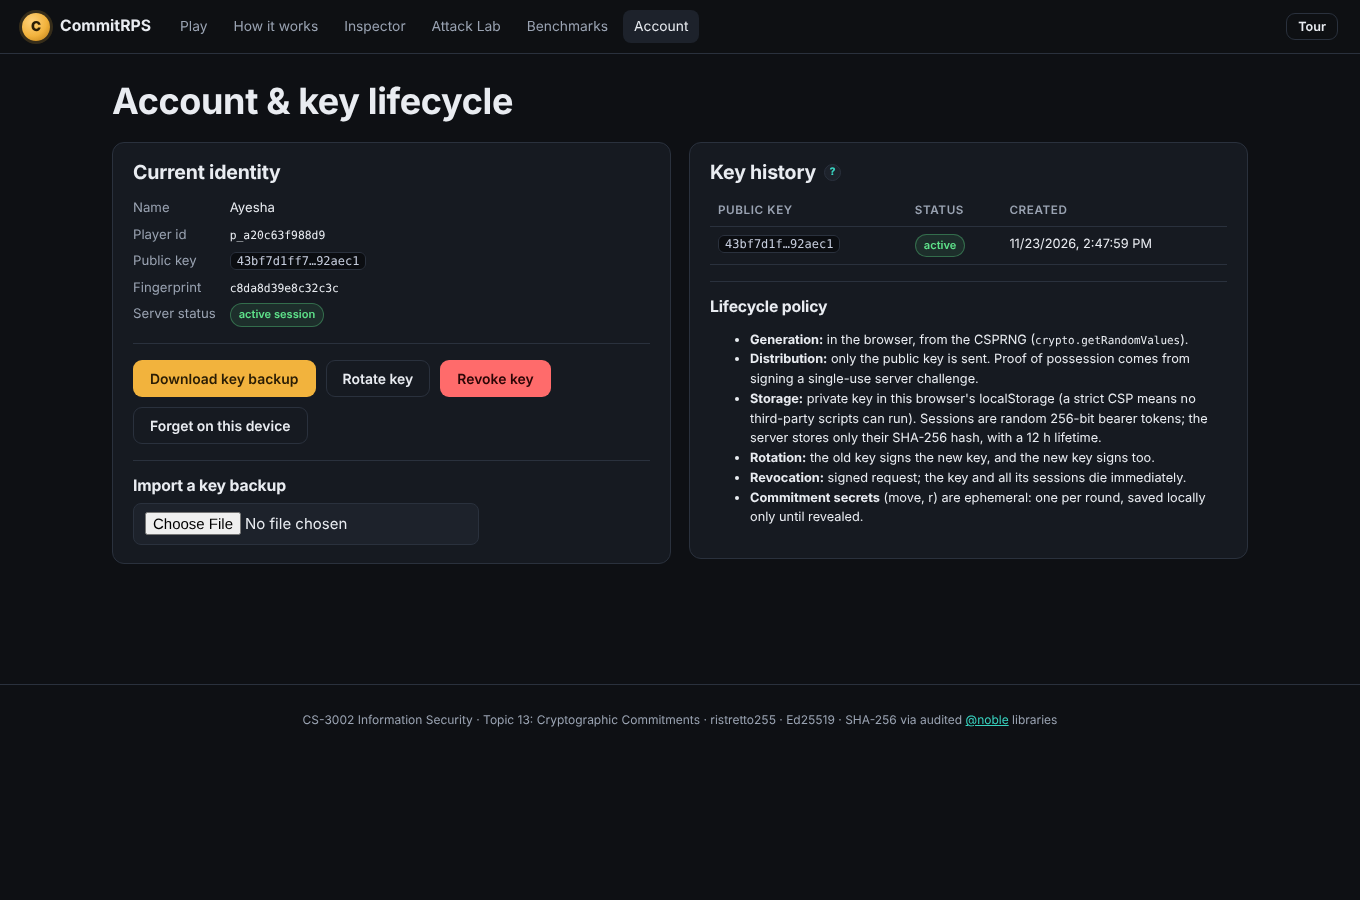 C CommitRPS Play How it works Inspector Attack Lab Benchmarks Account Tour
Account & key lifecycle
Current identity
Name Ayesha
Player id p_a20c63f988d9
Public key 43bf7d1ff7…92aec1
Fingerprint c8da8d39e8c32c3c
Server status active session
Download key backup Rotate key Revoke key
Forget on this device
Import a key backup
Choose File No file chosen
Key history ?
PUBLIC KEY STATUS CREATED
43bf7d1f…92aec1 active 11/23/2026, 2:47:59 PM
Lifecycle policy
• Generation: in the browser, from the CSPRNG (crypto.getRandomValues).
• Distribution: only the public key is sent. Proof of possession comes from
signing a single-use server challenge.
• Storage: private key in this browser's localStorage (a strict CSP means no
third-party scripts can run). Sessions are random 256-bit bearer tokens; the
server stores only their SHA-256 hash, with a 12 h lifetime.
• Rotation: the old key signs the new key, and the new key signs too.
• Revocation: signed request; the key and all its sessions die immediately.
• Commitment secrets (move, r) are ephemeral: one per round, saved locally
only until revealed.
CS-3002 Information Security · Topic 13: Cryptographic Commitments · ristretto255 · Ed25519 · SHA-256 via audited @noble libraries